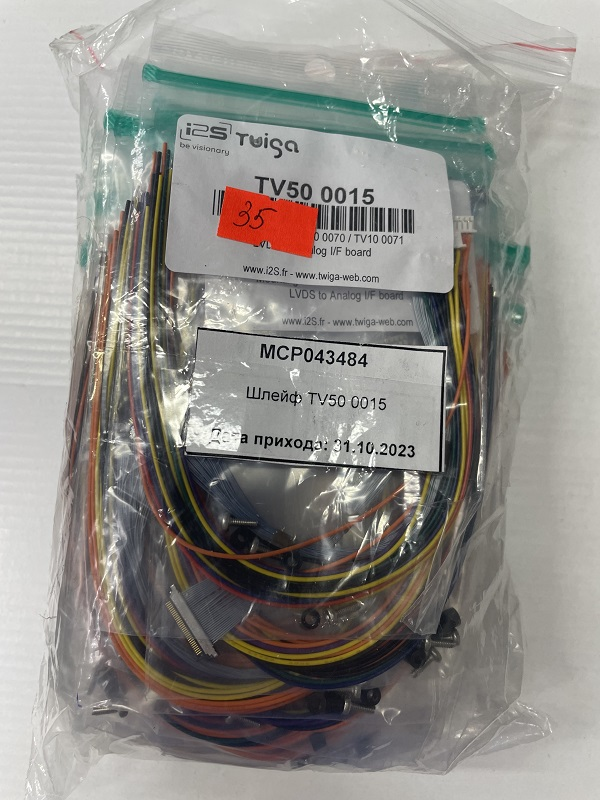 i2S Twiga
be visionary
TV50 0015
35
0070 / TV10 0071
I/F board
www.i2S.fr - www.twiga-web.com
LVDS to Analog I/F board
www.i2S.fr - www.twiga-web.com
MCP043484
Шлейф TV50 0015
Дата прихода: 31.10.2023